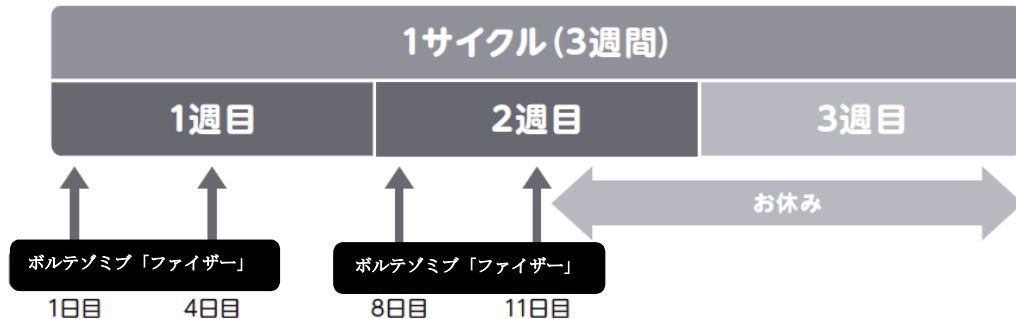 1サイクル(3週間)
1週目
2週目
3週目
お休み
ボルテゾミブ「ファイザー」
ボルテゾミブ「ファイザー」
1日目
4日目
8日目
11日目